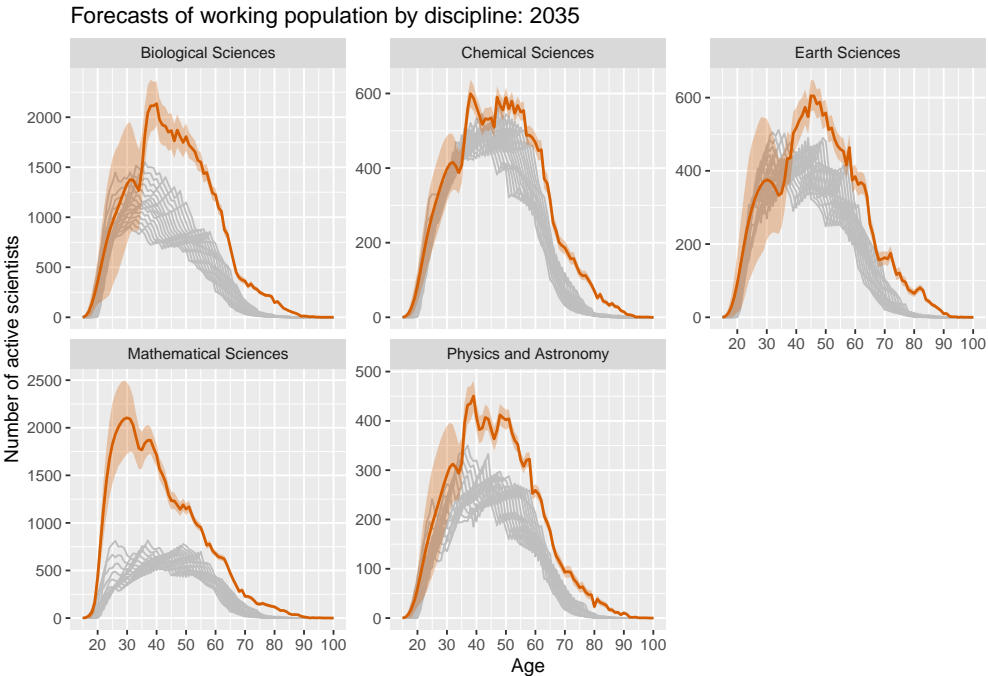 Forecasts of working population by discipline: 2035
Biological Sciences
Chemical Sciences
Earth Sciences
2000
1500
1000
500
0
600
400
200
0
600
400
200
0
20 30 40 50 60 70 80 90 100
Mathematical Sciences
Physics and Astronomy
2500
2000
1500
1000
500
0
500
400
300
200
100
0
20 30 40 50 60 70 80 90 100
20 30 40 50 60 70 80 90 100
Age
Number of active scientists